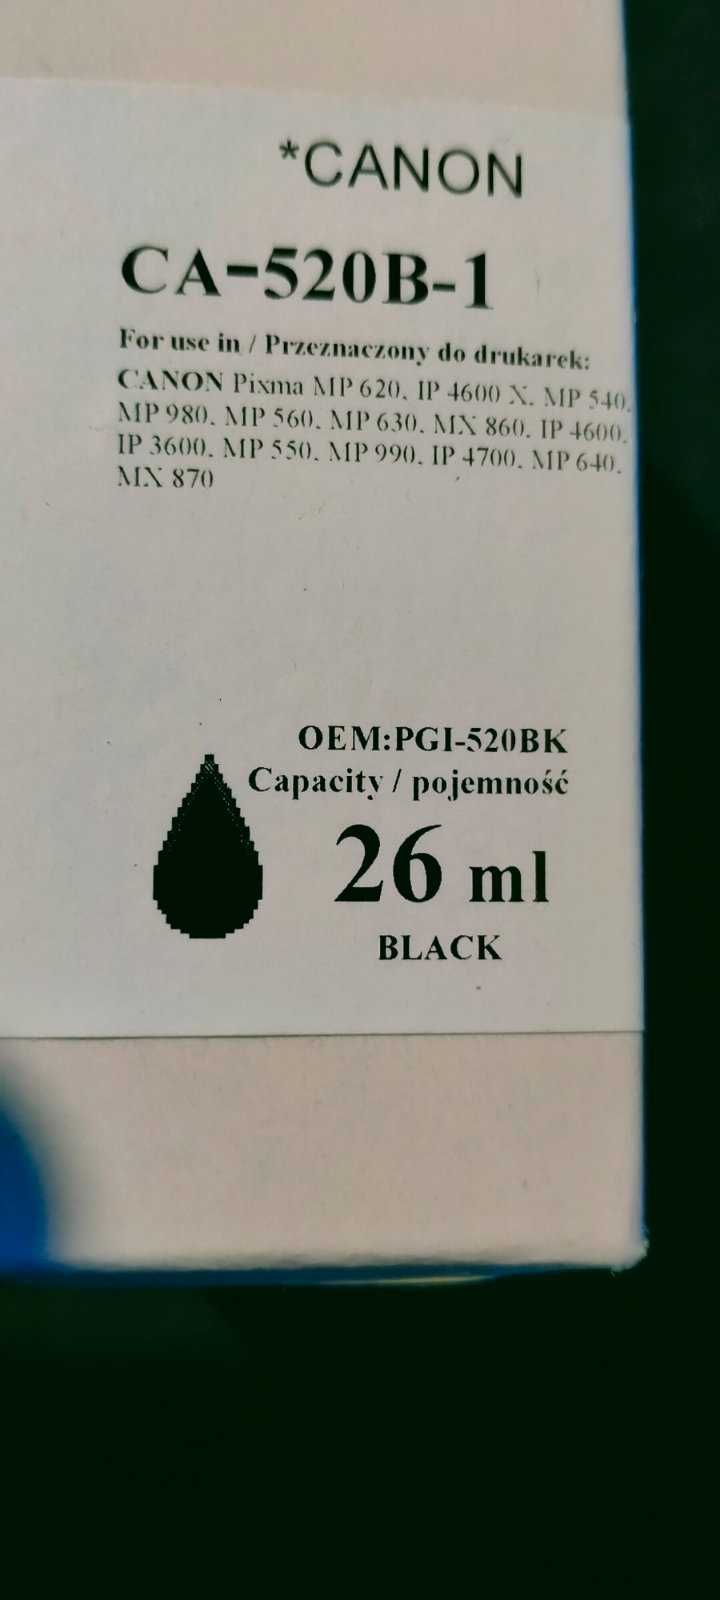 *CANON
CA-520B-1
For use in / Przeznaczony do drukarek:
CANON Pixma MP 620, IP 4600 X, MP 540,
MP 980, MP 560, MP 630, MX 860, IP 4600,
IP 3600, MP 550, MP 990, IP 4700, MP 640,
MX 870
OEM:PGI-520BK
Capacity / pojemność
26 ml
BLACK